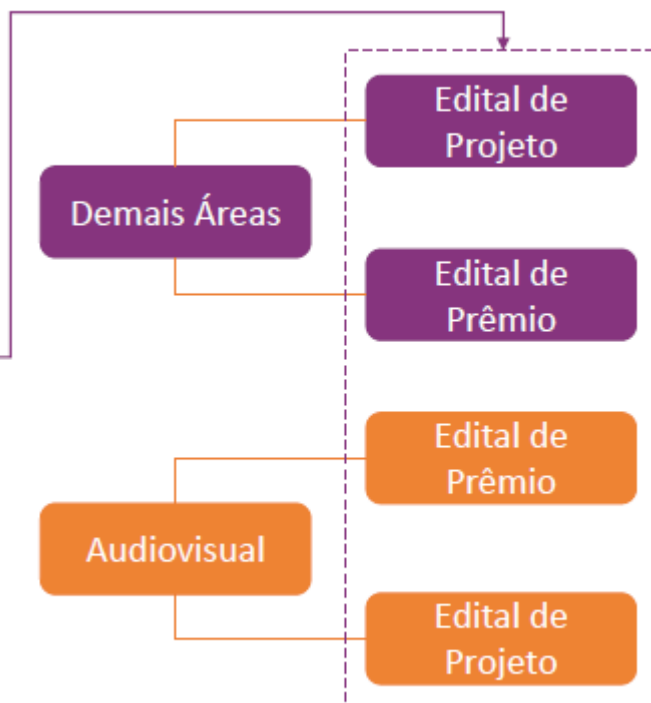 Edital de
Projeto
Demais Áreas
Edital de
Prêmio
Edital de
Prêmio
Audiovisual
Edital de
Projeto